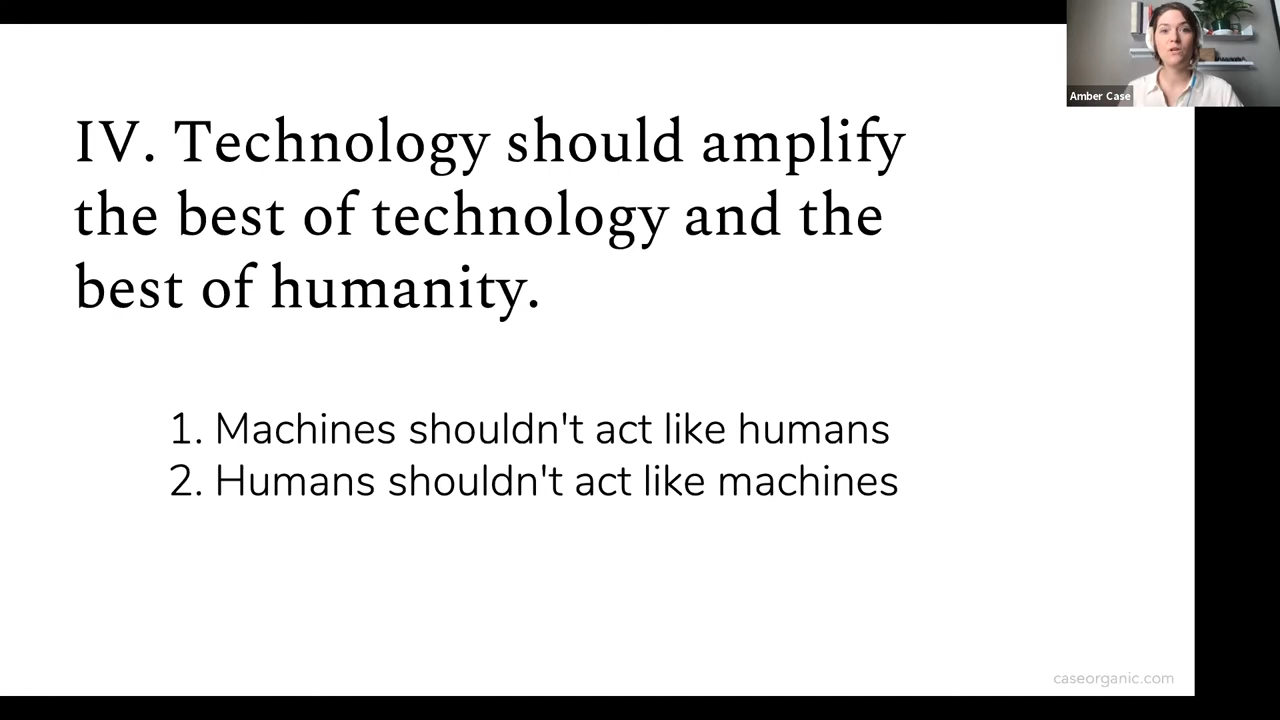 Amber Case
IV. Technology should amplify
the best of technology and the
best of humanity.
1. Machines shouldn't act like humans
2. Humans shouldn't act like machines
caseorganic.com